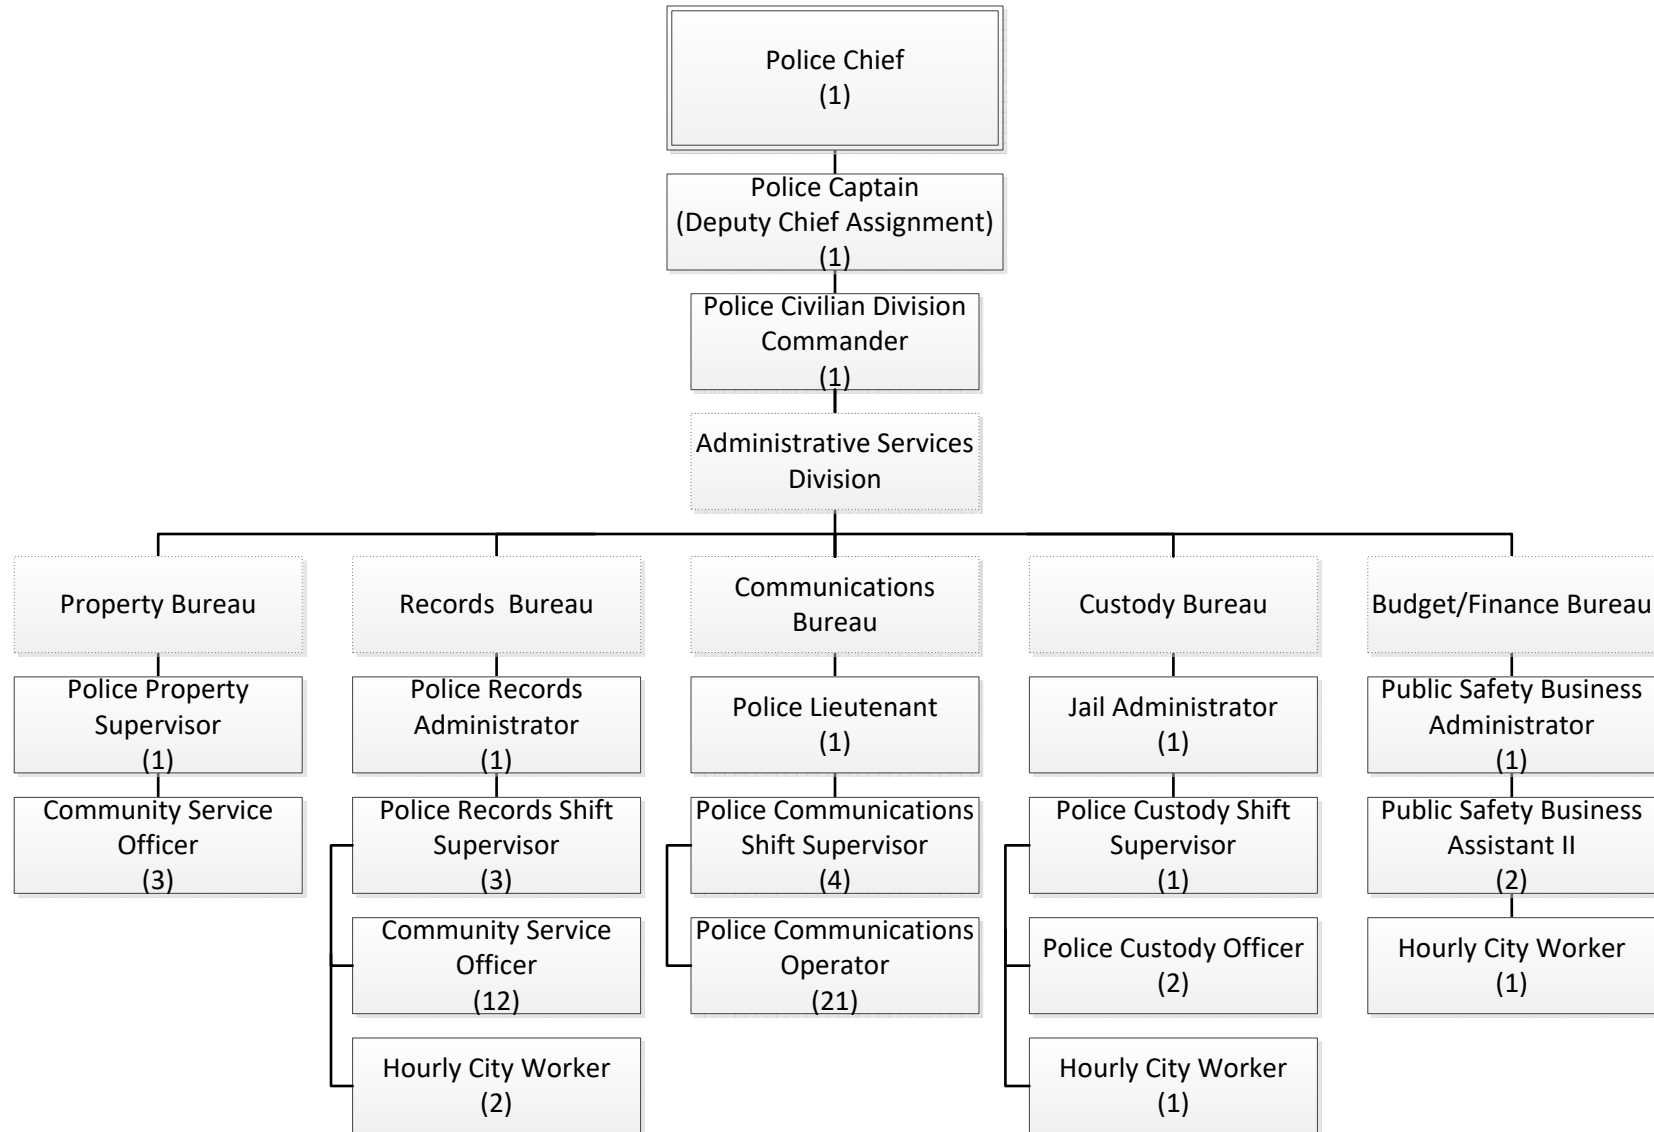 Police Chief
(1)
Police Captain
(Deputy Chief Assignment)
(1)
Police Civilian Division
Commander
(1)
Administrative Services
Division
Property Bureau
Records  Bureau
Communications
Bureau
Custody Bureau
Budget/Finance Bureau
Police Property
Supervisor
(1)
Police Records
Administrator
(1)
Police Lieutenant
(1)
Jail Administrator
(1)
Public Safety Business
Administrator
(1)
Community Service
Officer
(3)
Police Records Shift
Supervisor
(3)
Police Communications
Shift Supervisor
(4)
Police Custody Shift
Supervisor
(1)
Public Safety Business
Assistant II
(2)
Community Service
Officer
(12)
Police Communications
Operator
(21)
Police Custody Officer
(2)
Hourly City Worker
(1)
Hourly City Worker
(2)
Hourly City Worker
(1)